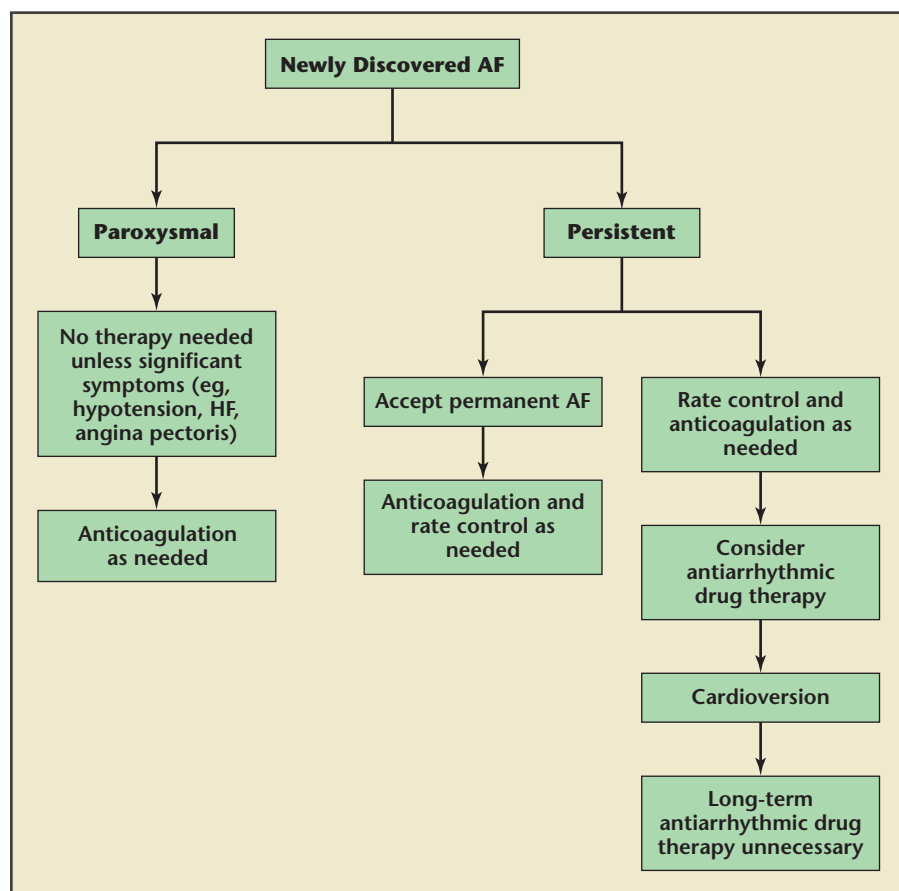 Newly Discovered AF
Paroxysmal
Persistent
No therapy needed
unless significant
symptoms (eg,
hypotension, HF,
angina pectoris)
Anticoagulation
as needed
Accept permanent AF
Anticoagulation and
rate control as
needed
Rate control and
anticoagulation as
needed
Consider
antiarrhythmic
drug therapy
Cardioversion
Long-term
antiarrhythmic drug
therapy unnecessary